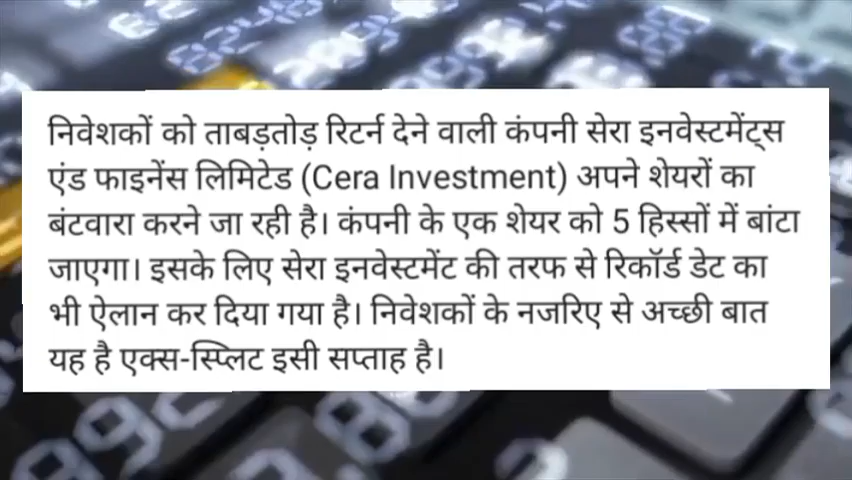 निवेशकों को ताबड़तोड़ रिटर्न देने वाली कंपनी सेरा इनवेस्टमेंट्स
एंड फाइनेंस लिमिटेड (Cera Investment) अपने शेयरों का
बंटवारा करने जा रही है। कंपनी के एक शेयर को 5 हिस्सों में बांटा
जाएगा। इसके लिए सेरा इनवेस्टमेंट की तरफ से रिकॉर्ड डेट का
भी ऐलान कर दिया गया है। निवेशकों के नजरिए से अच्छी बात
यह है एक्स-स्प्लिट इसी सप्ताह है।